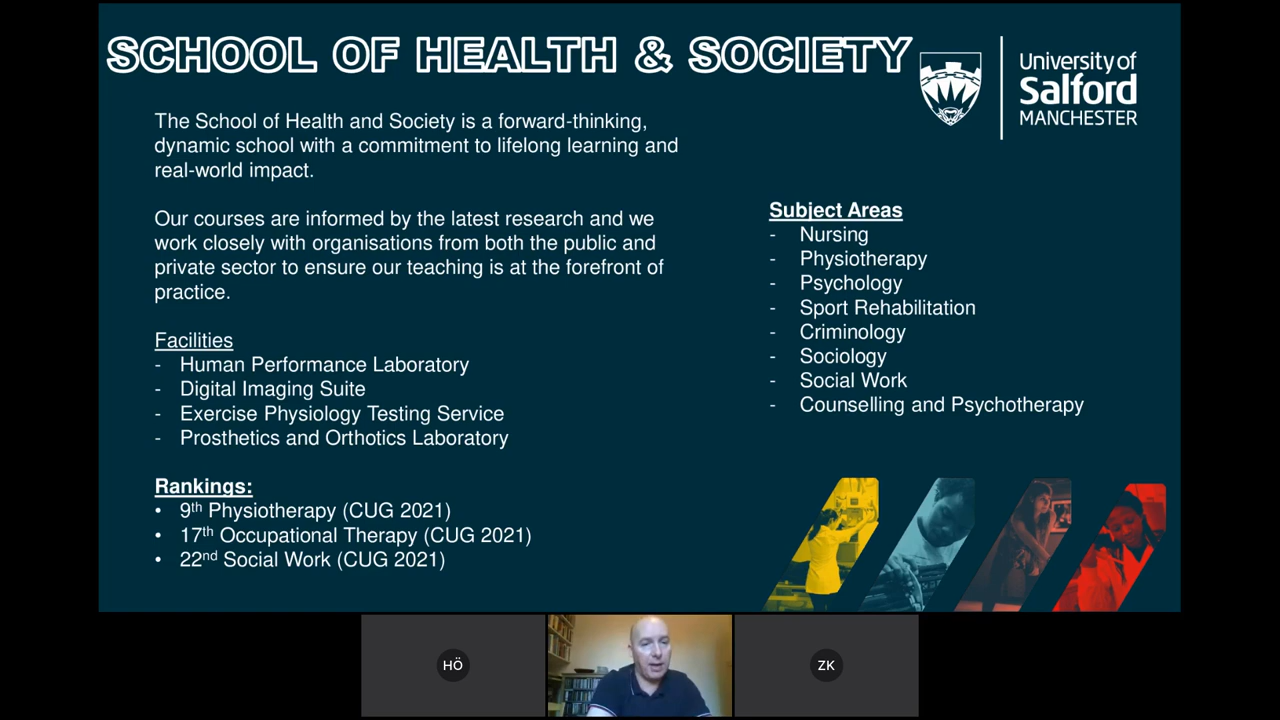 SCHOOL OF HEALTH & SOCIETY
University of
Salford
MANCHESTER
The School of Health and Society is a forward-thinking,
dynamic school with a commitment to lifelong learning and
real-world impact.
Our courses are informed by the latest research and we
work closely with organisations from both the public and
private sector to ensure our teaching is at the forefront of
practice.
Facilities
- Human Performance Laboratory
- Digital Imaging Suite
- Exercise Physiology Testing Service
- Prosthetics and Orthotics Laboratory
Rankings:
• 9th Physiotherapy (CUG 2021)
• 17th Occupational Therapy (CUG 2021)
• 22nd Social Work (CUG 2021)
Subject Areas
- Nursing
- Physiotherapy
- Psychology
- Sport Rehabilitation
- Criminology
- Sociology
- Social Work
- Counselling and Psychotherapy
HÖ
ZK